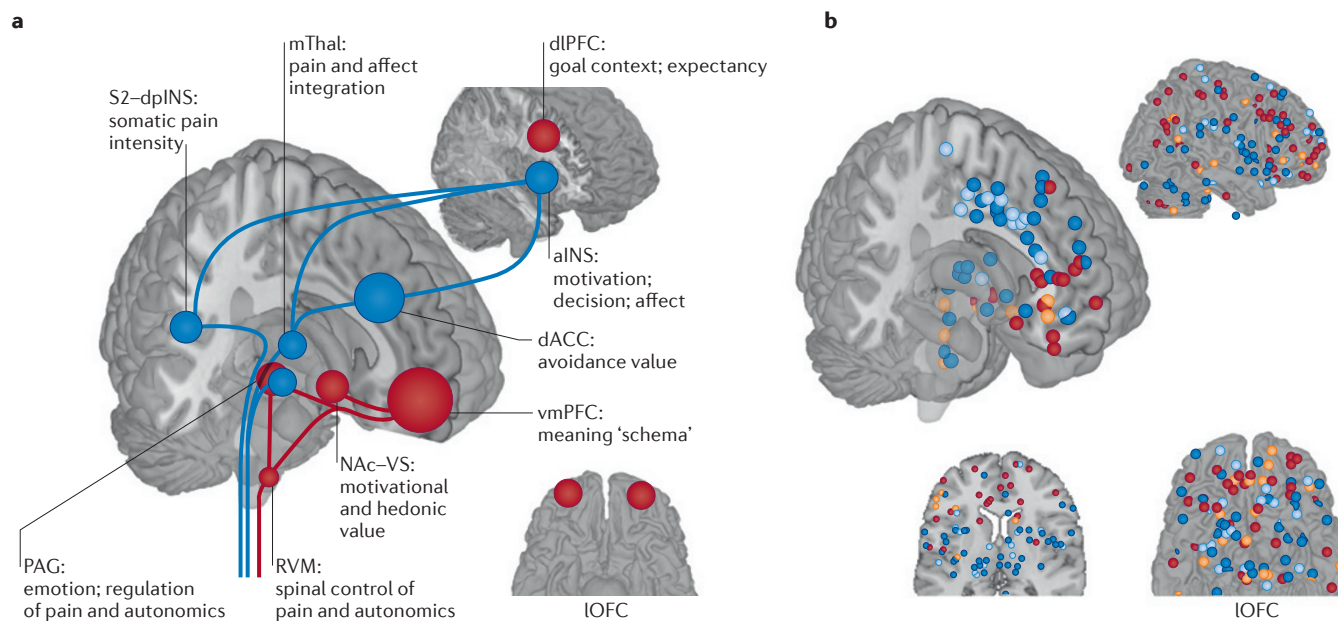 a
b
mThal:
pain and affect
integration
dlPFC:
goal context; expectancy
S2–dpINS:
somatic pain
intensity
aINS:
motivation;
decision; affect
dACC:
avoidance value
vmPFC:
meaning ‘schema’
NAc–VS:
motivational
and hedonic
value
PAG:
emotion; regulation
of pain and autonomics
RVM:
spinal control of
pain and autonomics
lOFC
lOFC